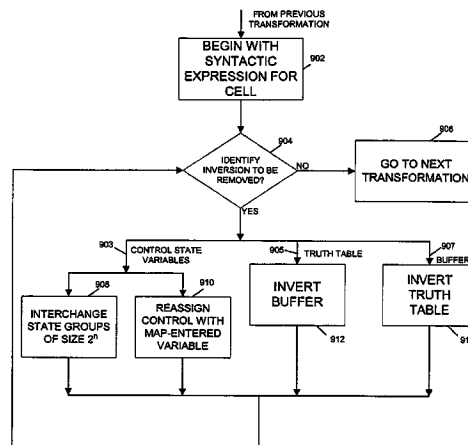 FROM PREVIOUS
TRANSFORMATION
BEGIN WITH
SYNTACTIC
EXPRESSION FOR
CELL
902
904
IDENTIFY
INVERSION TO BE
REMOVED?
NO
906
GO TO NEXT
TRANSFORMATION
YES
903
CONTROL STATE
VARIABLES
905
TRUTH TABLE
907
BUFFER
908
INTERCHANGE
STATE GROUPS
OF SIZE 2ⁿ
910
REASSIGN
CONTROL WITH
MAP-ENTERED
VARIABLE
INVERT
BUFFER
912
INVERT
TRUTH
TABLE